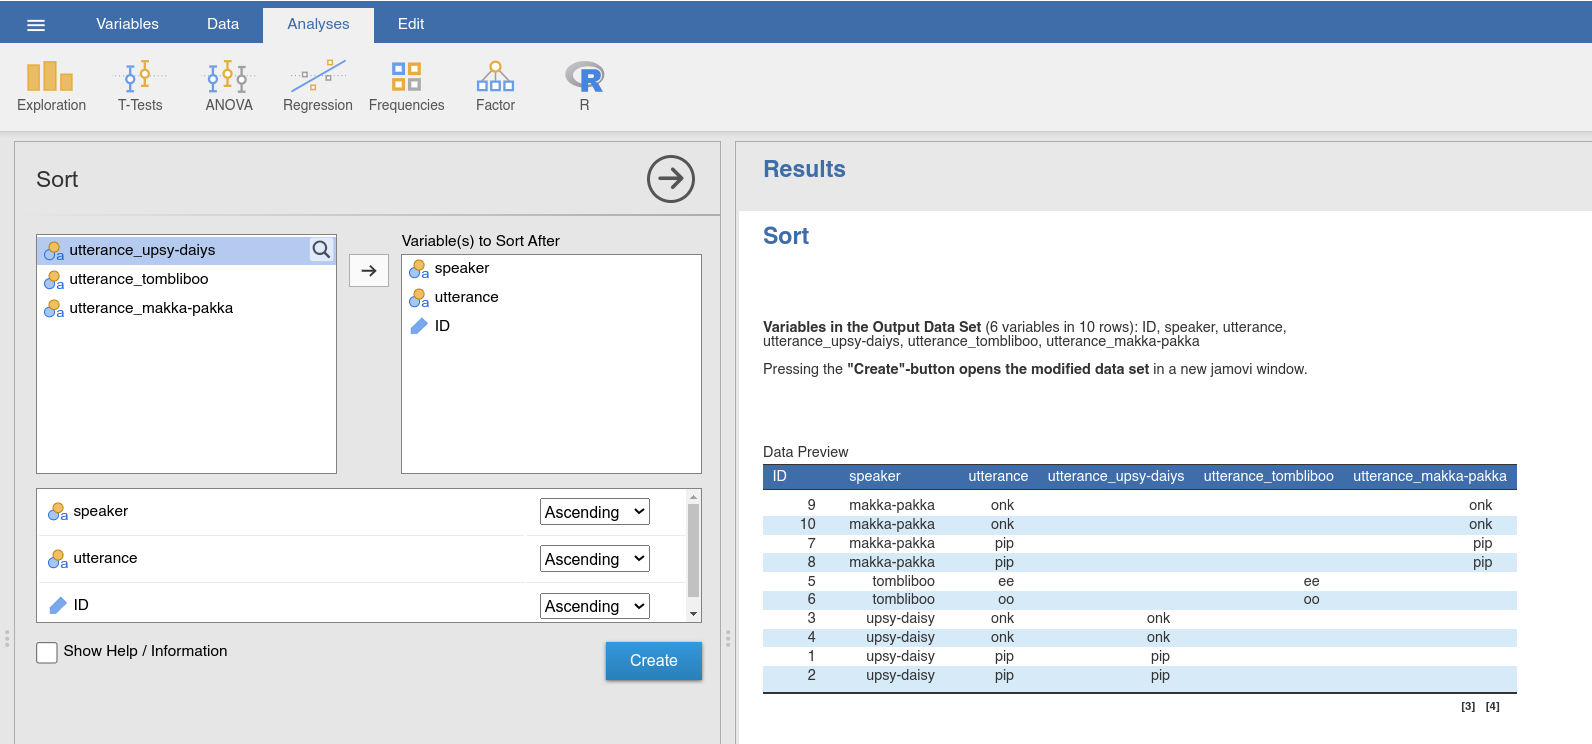 Variables Data Analyses Edit
Exploration T-Tests ANOVA Regression Frequencies Factor R
Sort
utterance_upsy-daiys
utterance_tombliboo
utterance_makka-pakka
Variable(s) to Sort After
speaker
utterance
ID
speaker Ascending
utterance Ascending
ID Ascending
Show Help / Information
Create
Results
Sort
Variables in the Output Data Set (6 variables in 10 rows): ID, speaker, utterance,
utterance_upsy-daiys, utterance_tombliboo, utterance_makka-pakka
Pressing the "Create"-button opens the modified data set in a new jamovi window.
Data Preview
ID speaker utterance utterance_upsy-daiys utterance_tombliboo utterance_makka-pakka
9 makka-pakka onk onk
10 makka-pakka onk onk
7 makka-pakka pip pip
8 makka-pakka pip pip
5 tombliboo ee ee
6 tombliboo oo oo
3 upsy-daisy onk onk
4 upsy-daisy onk onk
1 upsy-daisy pip pip
2 upsy-daisy pip pip
[3] [4]